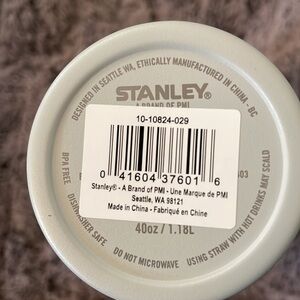 DESIGNED IN SEATTLE WA, ETHICALLY MANUFACTURED IN CHINA - BC
STANLEY®
A BRAND OF PMI
10-10824-029
0 41604 37601 6
Stanley® - A Brand of PMI - Une Marque de PMI
Seattle, WA 98121
Made in China - Fabriqué en Chine
40oz / 1.18L
BPA FREE
DISHWASHER SAFE
DO NOT MICROWAVE
USING STRAW WITH HOT DRINKS MAY SCALD